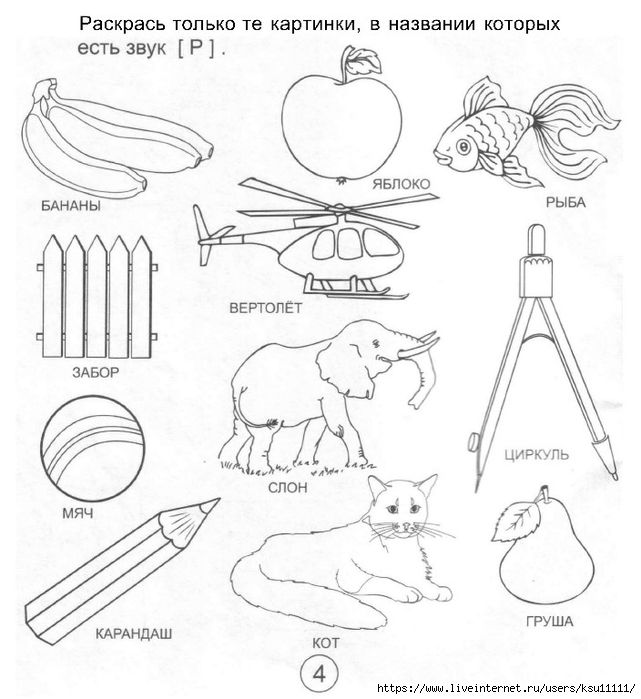 Раскрась только те картинки, в названии которых
есть звук [ Р ] .
ЯБЛОКО
БАНАНЫ
РЫБА
ВЕРТОЛЁТ
ЗАБОР
ЦИРКУЛЬ
СЛОН
МЯЧ
ГРУША
КАРАНДАШ
КОТ
4
https://www.liveinternet.ru/users/ksu11111/